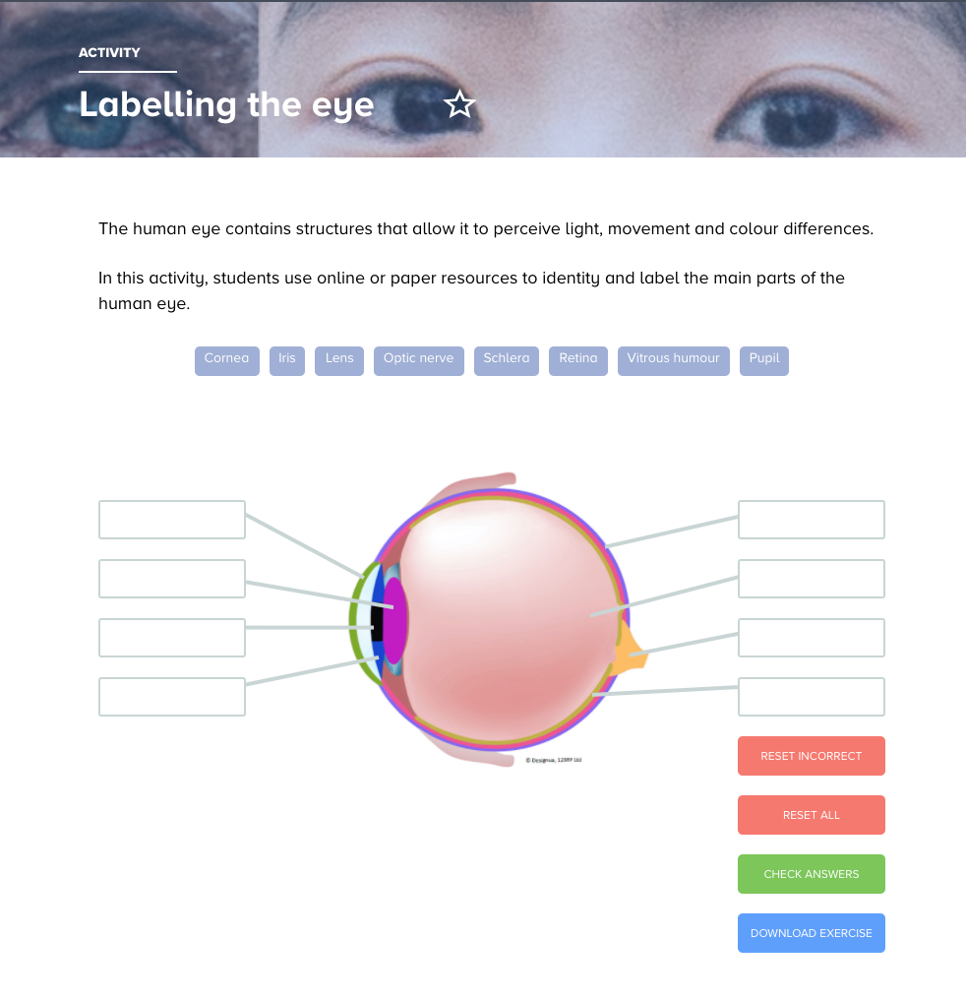 ACTIVITY
Labelling the eye
The human eye contains structures that allow it to perceive light, movement and colour differences.
In this activity, students use online or paper resources to identity and label the main parts of the
human eye.
Cornea Iris Lens Optic nerve Schlera Retina Vitrous humour Pupil
© Designua, 123RF Ltd
RESET INCORRECT
RESET ALL
CHECK ANSWERS
DOWNLOAD EXERCISE